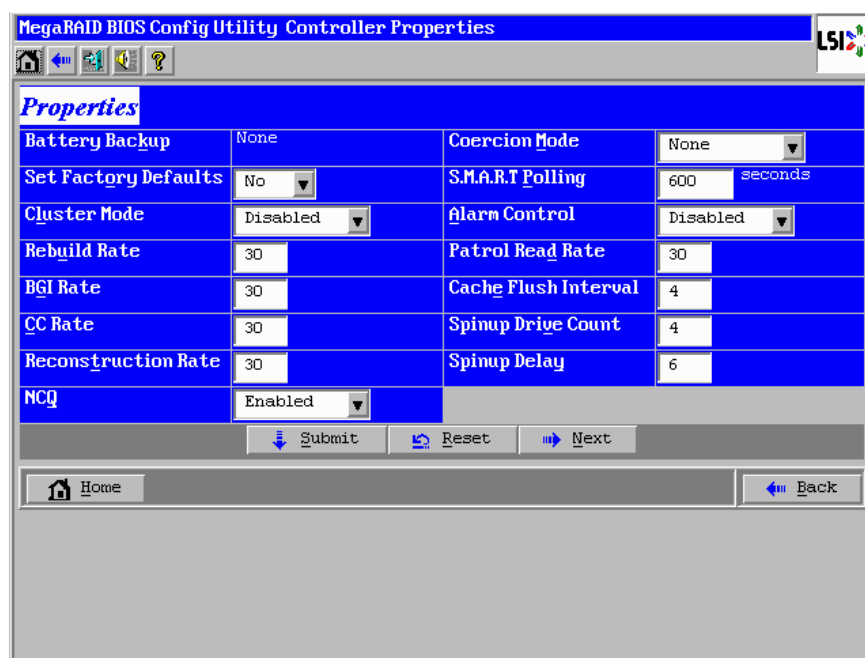 MegaRAID BIOS Config Utility Controller Properties
LSI
Properties
Battery Backup None Coercion Mode None
Set Factory Defaults No S.M.A.R.T Polling 600 seconds
Cluster Mode Disabled Alarm Control Disabled
Rebuild Rate 30 Patrol Read Rate 30
BGI Rate 30 Cache Flush Interval 4
CC Rate 30 Spinup Drive Count 4
Reconstruction Rate 30 Spinup Delay 6
NCQ Enabled
Submit Reset Next
Home Back